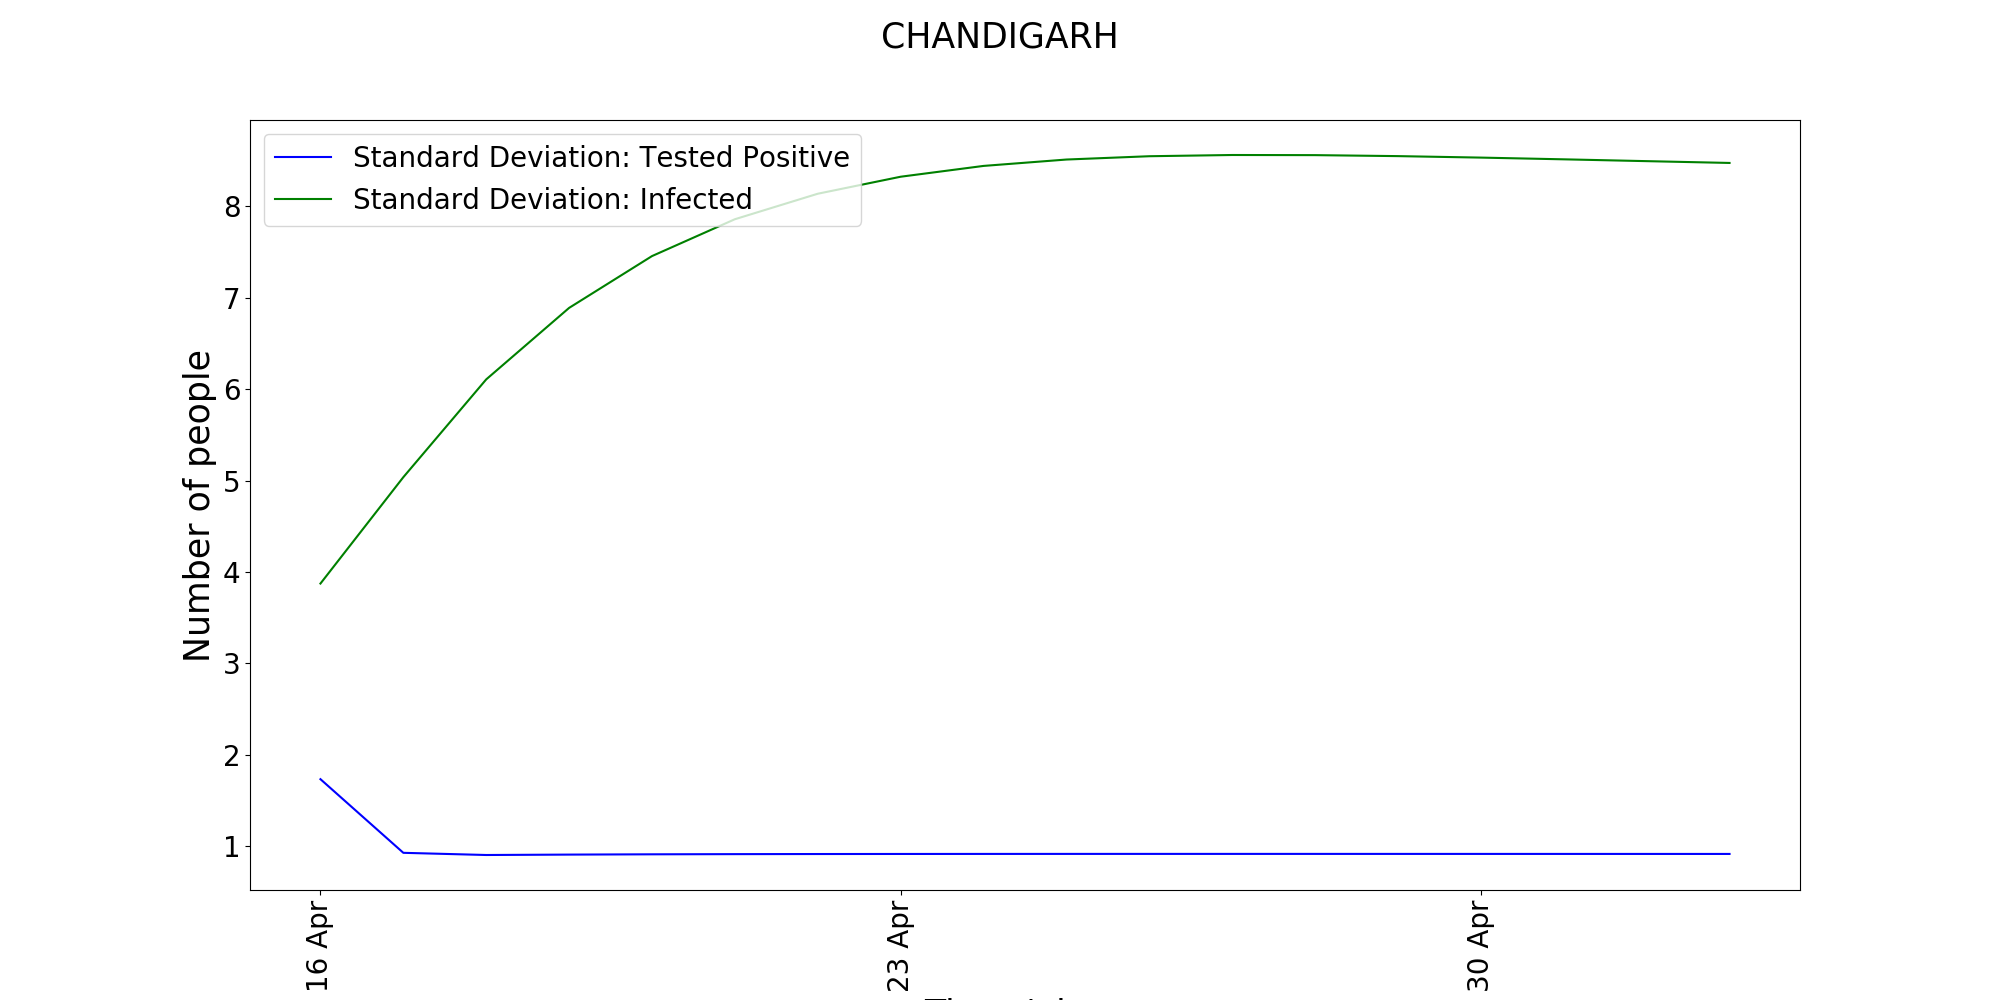 CHANDIGARH
Standard Deviation: Tested Positive
Standard Deviation: Infected
Number of people
8
7
6
5
4
3
2
1
16 Apr
23 Apr
30 Apr